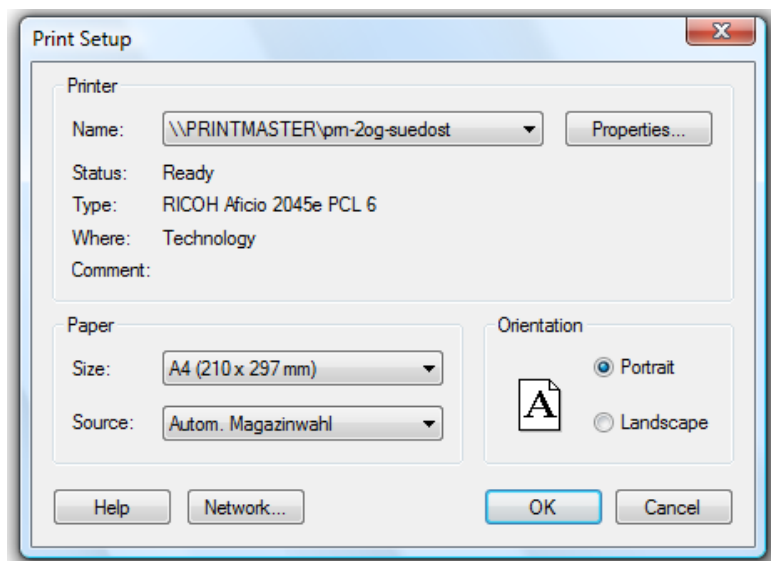 Print Setup
Printer
Name: \\PRINTMASTER\prn-2og-suedost Properties...
Status: Ready
Type: RICOH Aficio 2045e PCL 6
Where: Technology
Comment:
Paper
Size: A4 (210 x 297 mm)
Source: Autom. Magazinwahl
Orientation
A
Portrait
Landscape
Help Network... OK Cancel